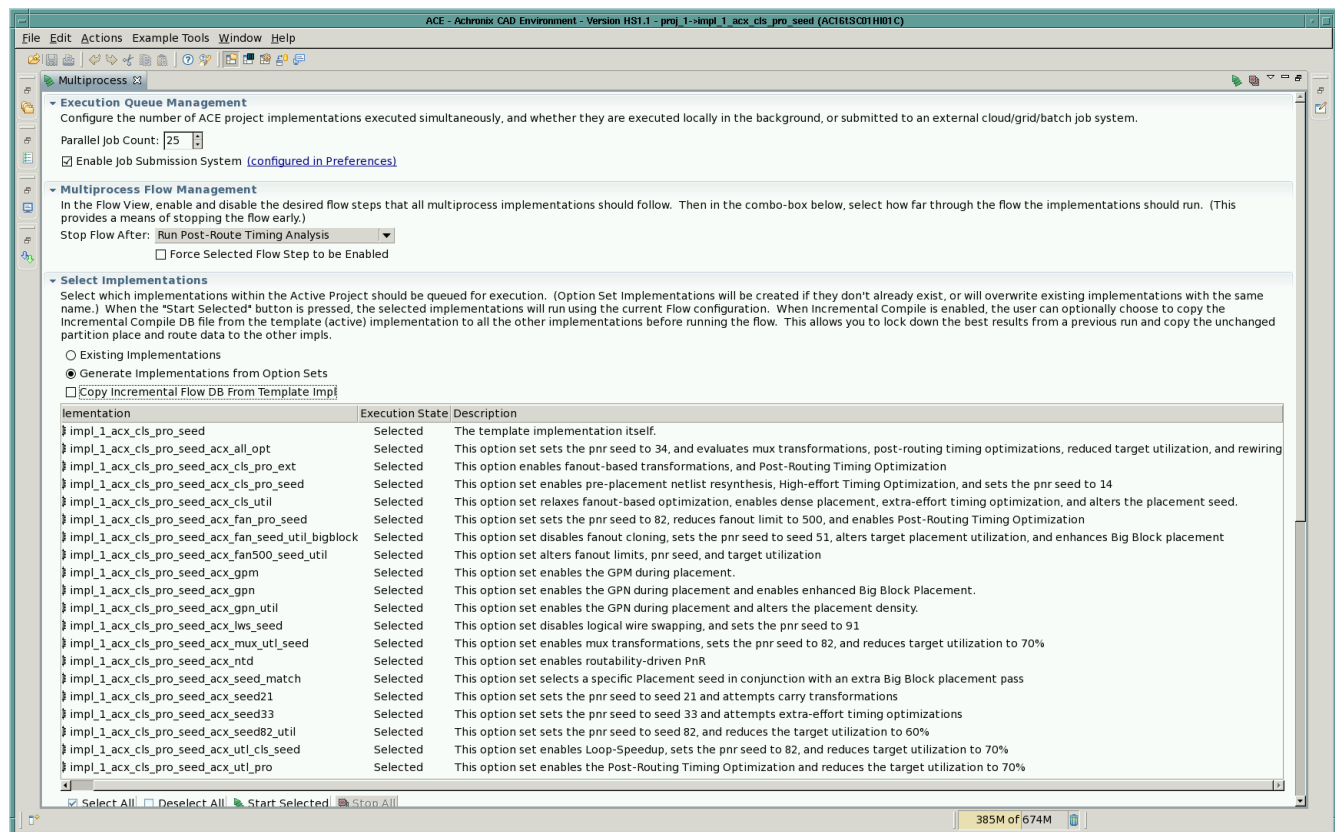 ACE - Achronix CAD Environment - Version HS1.1 - proj_1->impl_1_acx_cls_pro_seed (AC16tSC01HI01C)
File Edit Actions Example Tools Window Help
Multiprocess
Execution Queue Management
Configure the number of ACE project implementations executed simultaneously, and whether they are executed locally in the background, or submitted to an external cloud/grid/batch job system.
Parallel Job Count: 25
Enable Job Submission System (configured in Preferences)
Multiprocess Flow Management
In the Flow View, enable and disable the desired flow steps that all multiprocess implementations should follow. Then in the combo-box below, select how far through the flow the implementations should run. (This
provides a means of stopping the flow early.)
Stop Flow After: Run Post-Route Timing Analysis
Force Selected Flow Step to be Enabled
Select Implementations
Select which implementations within the Active Project should be queued for execution. (Option Set Implementations will be created if they don't already exist, or will overwrite existing implementations with the same
name.) When the "Start Selected" button is pressed, the selected implementations will run using the current Flow configuration. When Incremental Compile is enabled, the user can optionally choose to copy the
Incremental Compile DB file from the template (active) implementation to all the other implementations before running the flow. This allows you to lock down the best results from a previous run and copy the unchanged
partition place and route data to the other impls.
Existing Implementations
Generate Implementations from Option Sets
Copy Incremental Flow DB From Template Impl
lementation Execution State Description
impl_1_acx_cls_pro_seed Selected The template implementation itself.
impl_1_acx_cls_pro_seed_acx_all_opt Selected This option set sets the pnr seed to 34, and evaluates mux transformations, post-routing timing optimizations, reduced target utilization, and rewiring
impl_1_acx_cls_pro_seed_acx_cls_pro_ext Selected This option enables fanout-based transformations, and Post-Routing Timing Optimization
impl_1_acx_cls_pro_seed_acx_cls_pro_seed Selected This option set enables pre-placement netlist resynthesis, High-effort Timing Optimization, and sets the pnr seed to 14
impl_1_acx_cls_pro_seed_acx_cls_util Selected This option set relaxes fanout-based optimization, enables dense placement, extra-effort timing optimization, and alters the placement seed.
impl_1_acx_cls_pro_seed_acx_fan_pro_seed Selected This option set sets the pnr seed to 82, reduces fanout limit to 500, and enables Post-Routing Timing Optimization
impl_1_acx_cls_pro_seed_acx_fan_seed_util_bigblock Selected This option set disables fanout cloning, sets the pnr seed to seed 51, alters target placement utilization, and enhances Big Block placement
impl_1_acx_cls_pro_seed_acx_fan500_seed_util Selected This option set alters fanout limits, pnr seed, and target utilization
impl_1_acx_cls_pro_seed_acx_gpm Selected This option set enables the GPM during placement.
impl_1_acx_cls_pro_seed_acx_gpn Selected This option set enables the GPN during placement and enables enhanced Big Block Placement.
impl_1_acx_cls_pro_seed_acx_gpn_util Selected This option set enables the GPN during placement and alters the placement density.
impl_1_acx_cls_pro_seed_acx_lws_seed Selected This option set disables logical wire swapping, and sets the pnr seed to 91
impl_1_acx_cls_pro_seed_acx_mux_utl_seed Selected This option set enables mux transformations, sets the pnr seed to 82, and reduces target utilization to 70%
impl_1_acx_cls_pro_seed_acx_ntd Selected This option set enables routability-driven PnR
impl_1_acx_cls_pro_seed_acx_seed_match Selected This option set selects a specific Placement seed in conjunction with an extra Big Block placement pass
impl_1_acx_cls_pro_seed_acx_seed21 Selected This option set sets the pnr seed to seed 21 and attempts carry transformations
impl_1_acx_cls_pro_seed_acx_seed33 Selected This option set sets the pnr seed to seed 33 and attempts extra-effort timing optimizations
impl_1_acx_cls_pro_seed_acx_seed82_util Selected This option set sets the pnr seed to seed 82, and reduces the target utilization to 60%
impl_1_acx_cls_pro_seed_acx_utl_cls_seed Selected This option set enables Loop-Speedup, sets the pnr seed to 82, and reduces target utilization to 70%
impl_1_acx_cls_pro_seed_acx_utl_pro Selected This option set enables the Post-Routing Timing Optimization and reduces the target utilization to 70%
Select All Deselect All Start Selected Stop All
385M of 674M